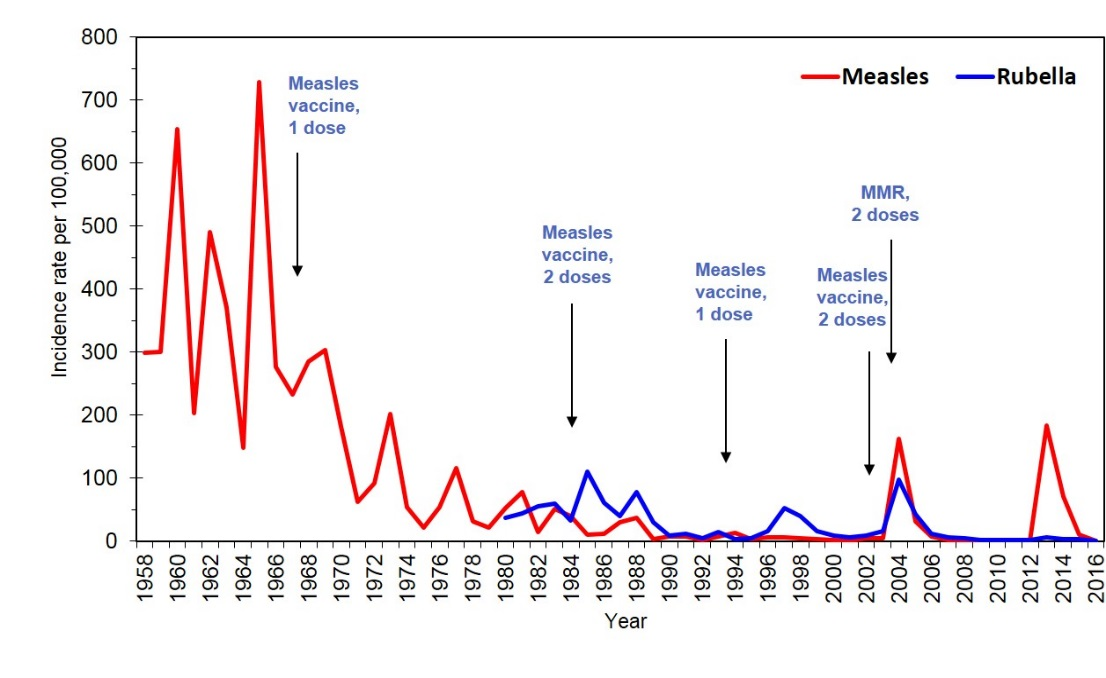 800
700
600
500
400
300
200
100
0
Incidence rate per 100,000
Measles
vaccine,
1 dose
Measles
vaccine,
2 doses
Measles
vaccine,
1 dose
Measles
vaccine,
2 doses
MMR,
2 doses
Measles
Rubella
1958
1960
1962
1964
1966
1968
1970
1972
1974
1976
1978
1980
1982
1984
1986
1988
1990
1992
1994
1996
1998
2000
2002
2004
2006
2008
2010
2012
2014
2016
Year